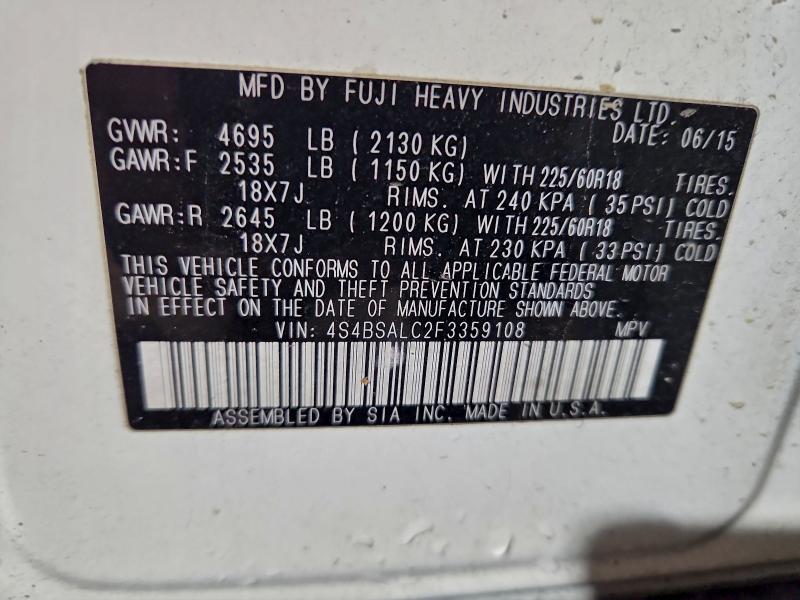 MFD BY FUJI HEAVY INDUSTRIES LTD.
GVWR: 4695 LB ( 2130 KG) DATE: 06/15
GAWR:F 2535 LB ( 1150 KG) WITH 225/60R18 TIRES.
18X7J RIMS. AT 240 KPA ( 35 PSI) COLD
GAWR:R 2645 LB ( 1200 KG) WITH 225/60R18 TIRES.
18X7J RIMS. AT 230 KPA ( 33 PSI) COLD
THIS VEHICLE CONFORMS TO ALL APPLICABLE FEDERAL MOTOR
VEHICLE SAFETY AND THEFT PREVENTION STANDARDS
IN EFFECT ON THE DATE OF MANUFACTURE SHOWN ABOVE.
VIN: 4S4BSALC2F3359108 MPV
ASSEMBLED BY SIA INC. MADE IN U.S.A.